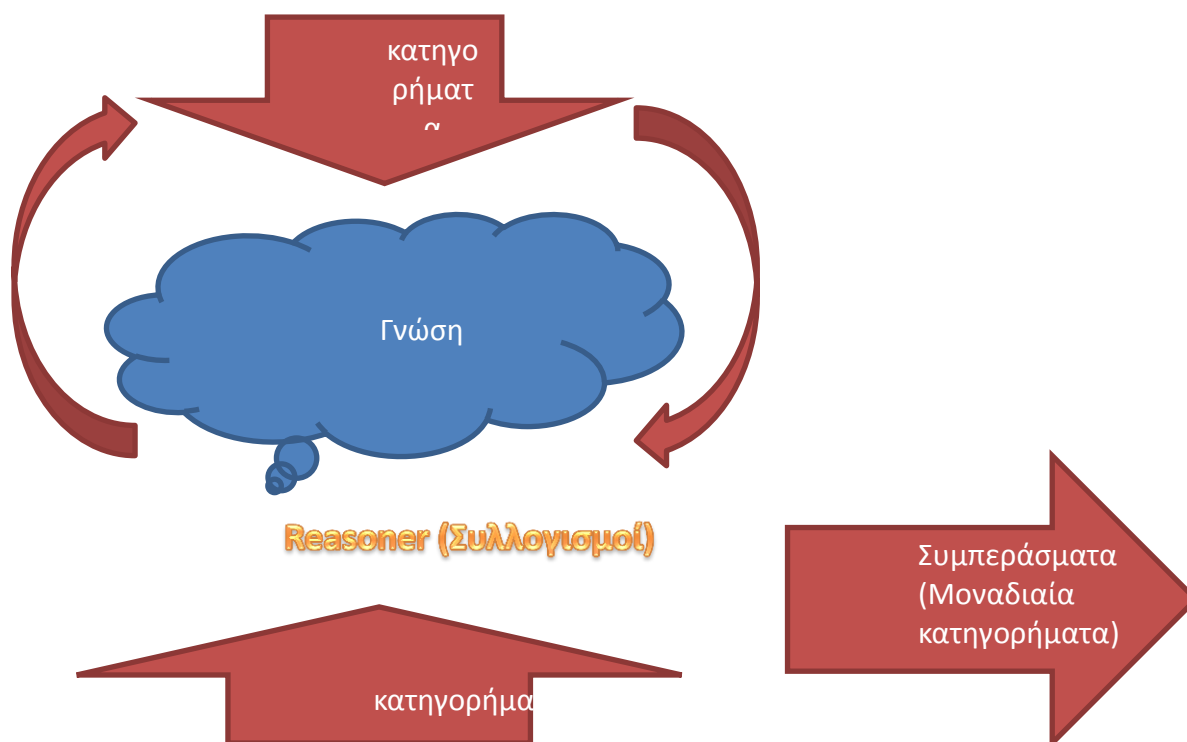 κατηγο
ρήματ
α
Γνώση
Reasoner (Συλλογισμοί)
Συμπεράσματα
(Μοναδιαία
κατηγορήματα)
κατηγορήμα